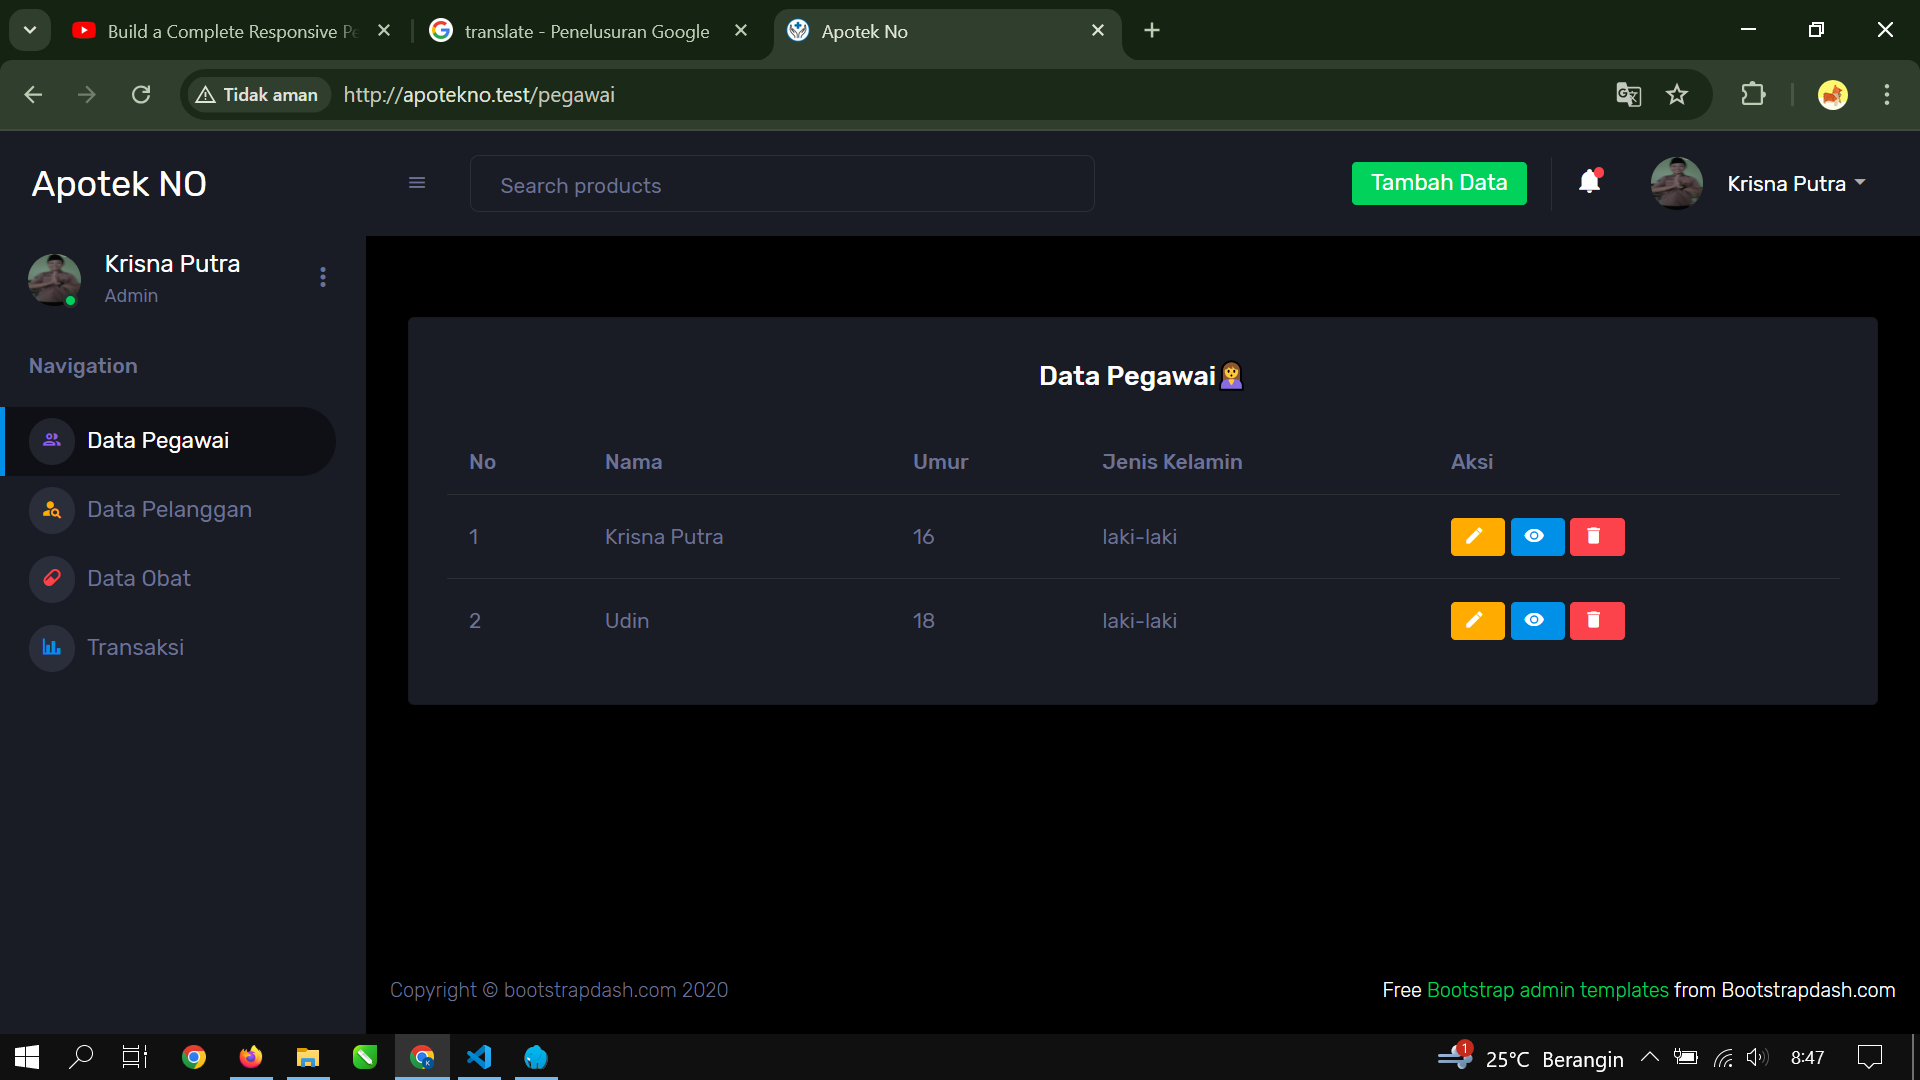 Build a Complete Responsive Pe
translate - Penelusuran Google
Apotek No
Tidak aman
http://apotekno.test/pegawai
Apotek NO
Search products
Tambah Data
Krisna Putra
Krisna Putra
Admin
Navigation
Data Pegawai
Data Pelanggan
Data Obat
Transaksi
Data Pegawai
No Nama Umur Jenis Kelamin Aksi
1 Krisna Putra 16 laki-laki
2 Udin 18 laki-laki
Copyright © bootstrapdash.com 2020
Free Bootstrap admin templates from Bootstrapdash.com
1
25°C Berangin
8:47